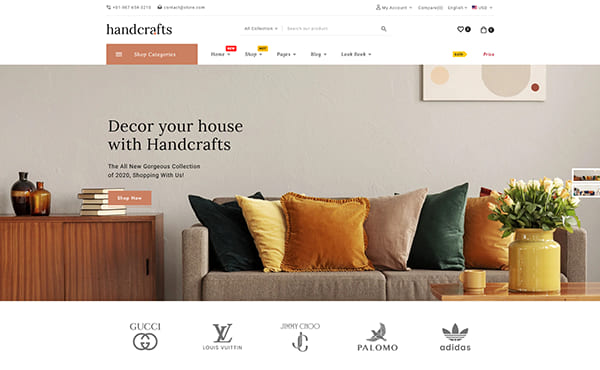 +01-987-654-3210 contact@store.com My Account Compare(0) English USD
handcrafts All Collection Search our product 0 0
Shop Categories Home NEW Shop HOT Pages Blog Look Book SALE Price
Decor your house
with Handcrafts
The All New Gorgeous Collection
of 2020, Shopping With Us!
Shop Now
GUCCI LOUIS VUITTON JIMMY CHOO JC PALOMO adidas